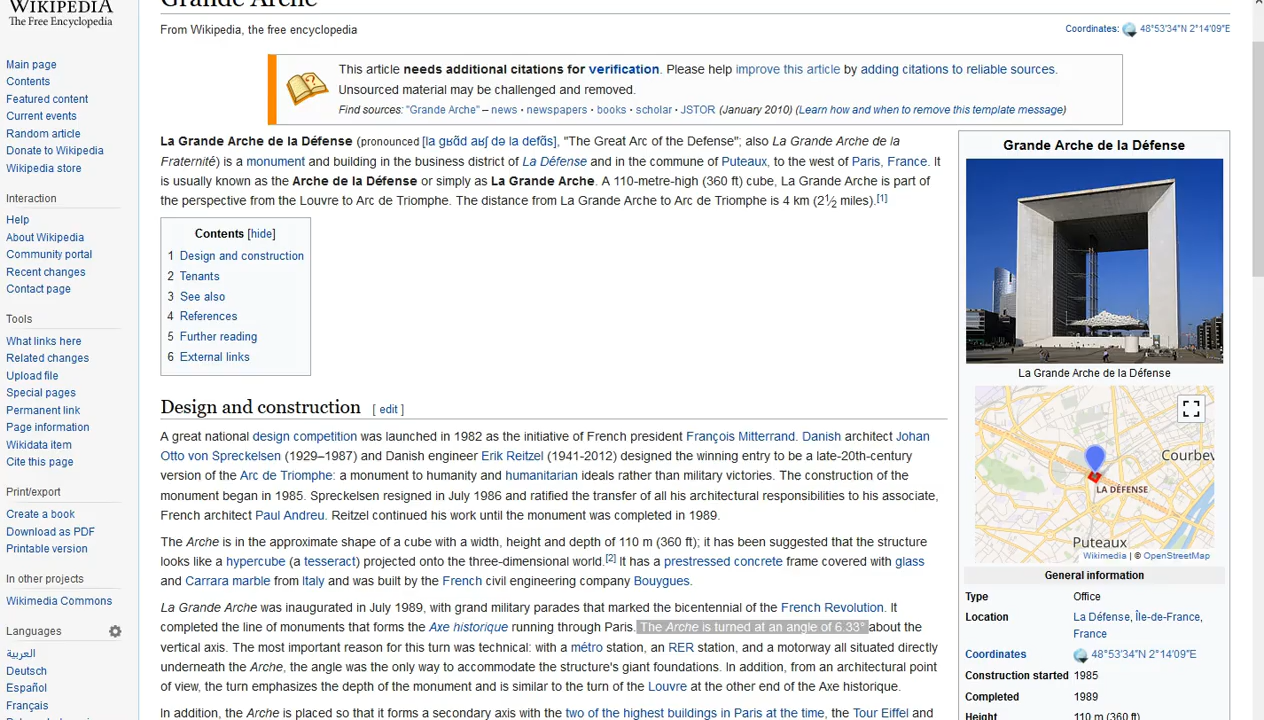 WIKIPEDIA
The Free Encyclopedia
Main page
Contents
Featured content
Current events
Random article
Donate to Wikipedia
Wikipedia store
Interaction
Help
About Wikipedia
Community portal
Recent changes
Contact page
Tools
What links here
Related changes
Upload file
Special pages
Permanent link
Page information
Wikidata item
Cite this page
Print/export
Create a book
Download as PDF
Printable version
In other projects
Wikimedia Commons
Languages
العربية
Deutsch
Español
Français
Grande Arche
From Wikipedia, the free encyclopedia
Coordinates: 48°53′34″N 2°14′09″E
This article needs additional citations for verification. Please help improve this article by adding citations to reliable sources.
Unsourced material may be challenged and removed.
Find sources: "Grande Arche" – news · newspapers · books · scholar · JSTOR (January 2010) (Learn how and when to remove this template message)
La Grande Arche de la Défense (pronounced [la ɡʁɑ̃d aʁʃ də la defɑ̃s], "The Great Arc of the Defense"; also La Grande Arche de la
Fraternité) is a monument and building in the business district of La Défense and in the commune of Puteaux, to the west of Paris, France. It
is usually known as the Arche de la Défense or simply as La Grande Arche. A 110-metre-high (360 ft) cube, La Grande Arche is part of
the perspective from the Louvre to Arc de Triomphe. The distance from La Grande Arche to Arc de Triomphe is 4 km (2 1⁄2 miles).[1]
Contents [hide]
1 Design and construction
2 Tenants
3 See also
4 References
5 Further reading
6 External links
Design and construction [ edit ]
A great national design competition was launched in 1982 as the initiative of French president François Mitterrand. Danish architect Johan
Otto von Spreckelsen (1929–1987) and Danish engineer Erik Reitzel (1941-2012) designed the winning entry to be a late-20th-century
version of the Arc de Triomphe: a monument to humanity and humanitarian ideals rather than military victories. The construction of the
monument began in 1985. Spreckelsen resigned in July 1986 and ratified the transfer of all his architectural responsibilities to his associate,
French architect Paul Andreu. Reitzel continued his work until the monument was completed in 1989.
The Arche is in the approximate shape of a cube with a width, height and depth of 110 m (360 ft); it has been suggested that the structure
looks like a hypercube (a tesseract) projected onto the three-dimensional world.[2] It has a prestressed concrete frame covered with glass
and Carrara marble from Italy and was built by the French civil engineering company Bouygues.
La Grande Arche was inaugurated in July 1989, with grand military parades that marked the bicentennial of the French Revolution. It
completed the line of monuments that forms the Axe historique running through Paris. The Arche is turned at an angle of 6.33° about the
vertical axis. The most important reason for this turn was technical: with a métro station, an RER station, and a motorway all situated directly
underneath the Arche, the angle was the only way to accommodate the structure's giant foundations. In addition, from an architectural point
of view, the turn emphasizes the depth of the monument and is similar to the turn of the Louvre at the other end of the Axe historique.
In addition, the Arche is placed so that it forms a secondary axis with the two of the highest buildings in Paris at the time, the Tour Eiffel and
Grande Arche de la Défense
La Grande Arche de la Défense
Courbev
LA DÉFENSE
Puteaux
Wikimedia | © OpenStreetMap
General information
Type Office
Location La Défense, Île-de-France,
France
Coordinates 48°53′34″N 2°14′09″E
Construction started 1985
Completed 1989
Height 110 m (360 ft)